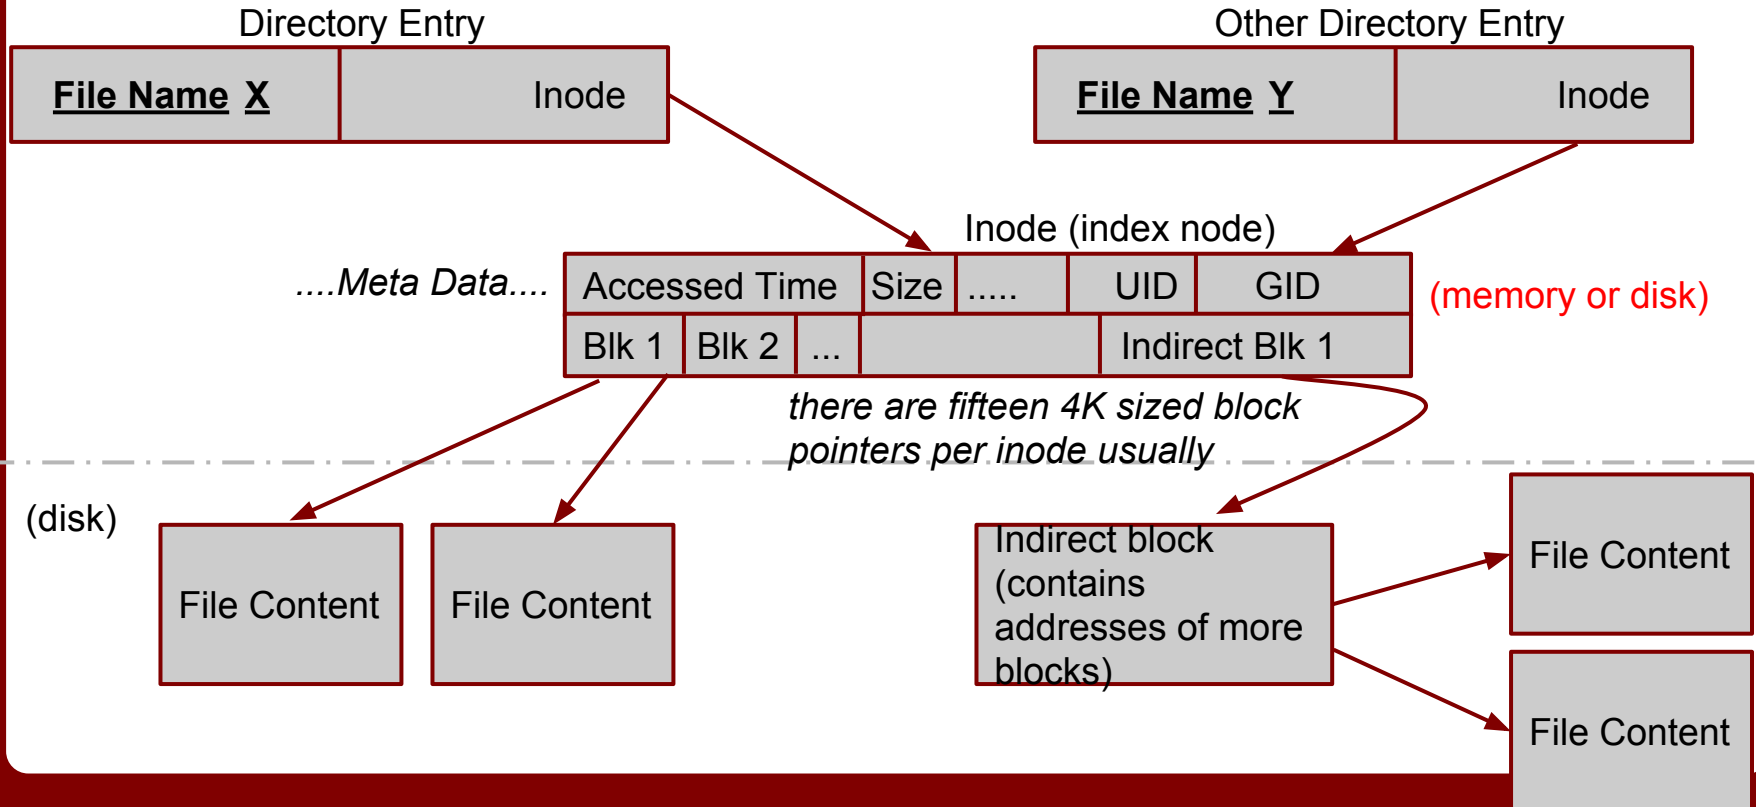 Directory Entry
Other Directory Entry
File Name X
Inode
File Name Y
Inode
Inode (index node)
....Meta Data....
Accessed Time
Size
.....
UID
GID
(memory or disk)
Blk 1
Blk 2
...
Indirect Blk 1
there are fifteen 4K sized block
pointers per inode usually
(disk)
File Content
File Content
Indirect block
(contains
addresses of more
blocks)
File Content
File Content